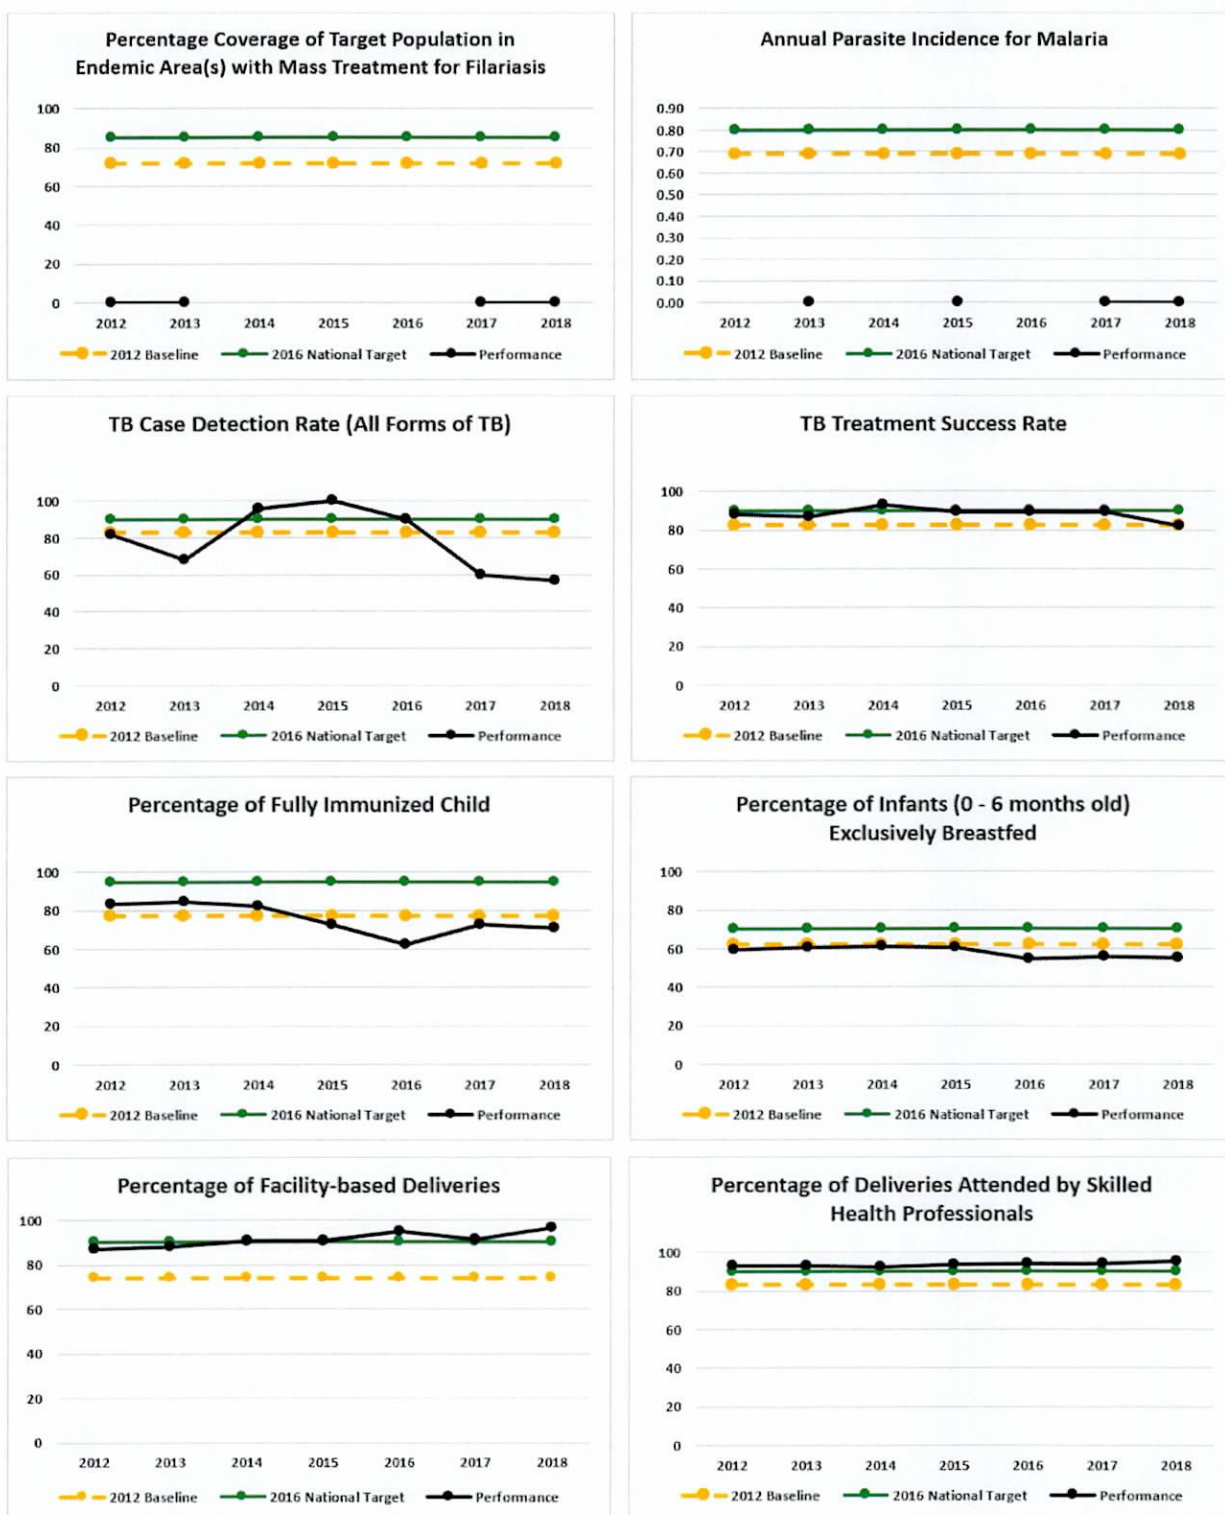 Percentage Coverage of Target Population in
Endemic Area(s) with Mass Treatment for Filariasis
100
80
60
40
20
0
2012 2013 2014 2015 2016 2017 2018
2012 Baseline 2016 National Target Performance
Annual Parasite Incidence for Malaria
0.90
0.80
0.70
0.60
0.50
0.40
0.30
0.20
0.10
0.00
2012 2013 2014 2015 2016 2017 2018
2012 Baseline 2016 National Target Performance
TB Case Detection Rate (All Forms of TB)
100
80
60
40
20
0
2012 2013 2014 2015 2016 2017 2018
2012 Baseline 2016 National Target Performance
TB Treatment Success Rate
100
80
60
40
20
0
2012 2013 2014 2015 2016 2017 2018
2012 Baseline 2016 National Target Performance
Percentage of Fully Immunized Child
100
80
60
40
20
0
2012 2013 2014 2015 2016 2017 2018
2012 Baseline 2016 National Target Performance
Percentage of Infants (0 - 6 months old)
Exclusively Breastfed
100
80
60
40
20
0
2012 2013 2014 2015 2016 2017 2018
2012 Baseline 2016 National Target Performance
Percentage of Facility-based Deliveries
100
80
60
40
20
0
2012 2013 2014 2015 2016 2017 2018
2012 Baseline 2016 National Target Performance
Percentage of Deliveries Attended by Skilled
Health Professionals
100
80
60
40
20
0
2012 2013 2014 2015 2016 2017 2018
2012 Baseline 2016 National Target Performance